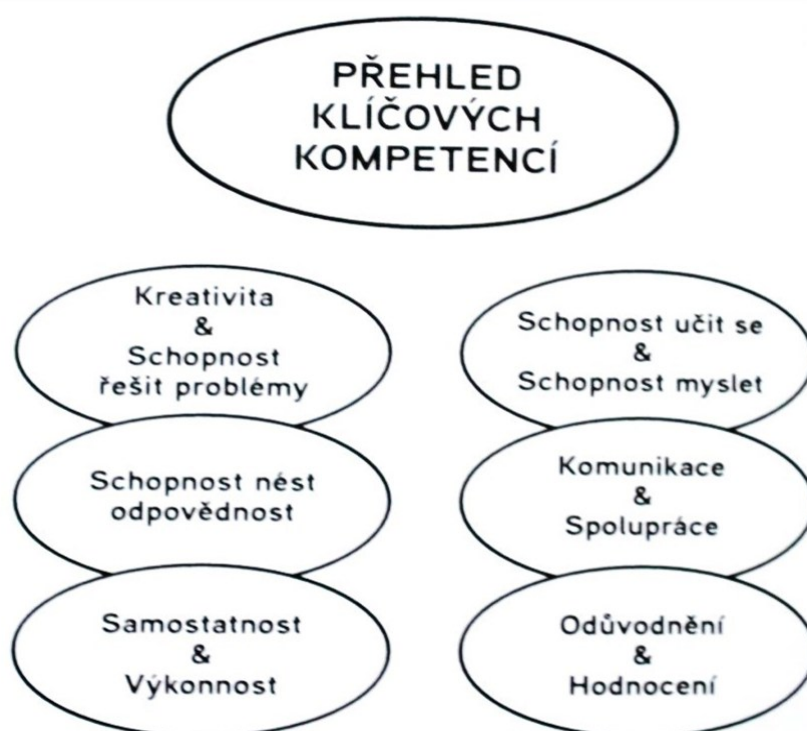 PŘEHLED
KLÍČOVÝCH
KOMPETENCÍ
Kreativita
&
Schopnost
řešit problémy
Schopnost nést
odpovědnost
Samostatnost
&
Výkonnost
Schopnost učit se
&
Schopnost myslet
Komunikace
&
Spolupráce
Odůvodnění
&
Hodnocení